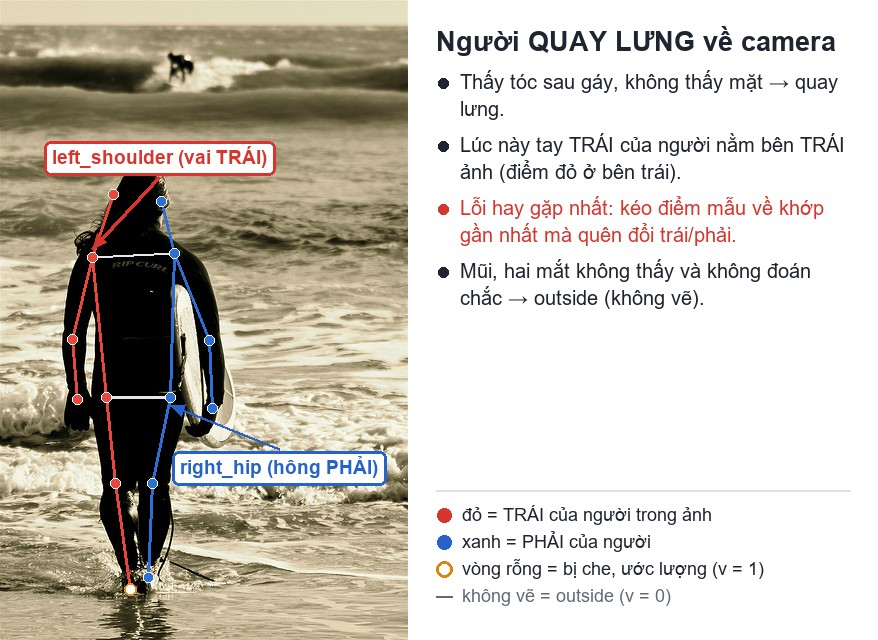 Người QUAY LƯNG về camera
Thấy tóc sau gáy, không thấy mặt → quay
lưng.
Lúc này tay TRÁI của người nằm bên TRÁI
ảnh (điểm đỏ ở bên trái).
Lỗi hay gặp nhất: kéo điểm mẫu về khớp
gần nhất mà quên đổi trái/phải.
Mũi, hai mắt không thấy và không đoán
chắc → outside (không vẽ).
left_shoulder (vai TRÁI)
RIP CURL
right_hip (hông PHẢI)
đỏ = TRÁI của người trong ảnh
xanh = PHẢI của người
vòng rỗng = bị che, ước lượng (v = 1)
không vẽ = outside (v = 0)